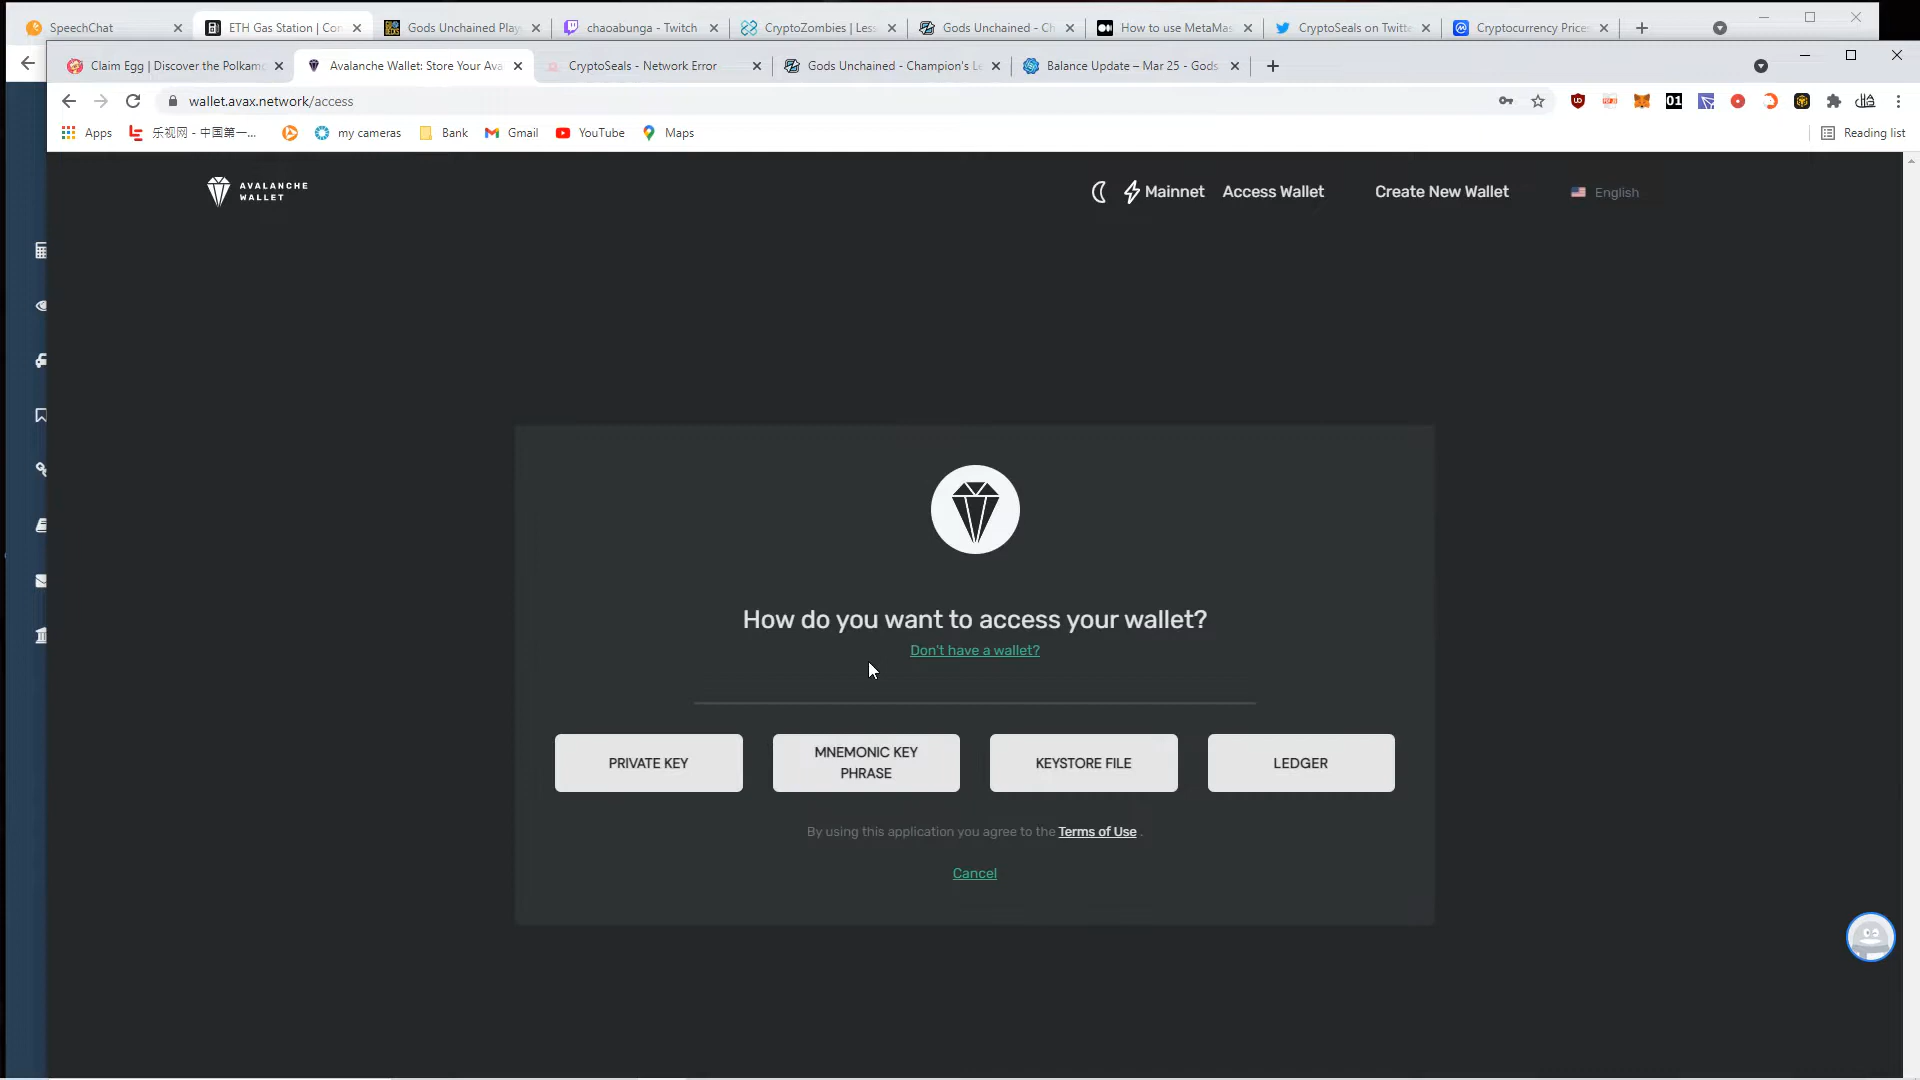 SpeechChat
ETH Gas Station | Con
Gods Unchained Play
chaoabunga - Twitch
CryptoZombies | Less
Gods Unchained - Ch
How to use MetaMas
CryptoSeals on Twitte
Cryptocurrency Prices
Claim Egg | Discover the Polkamo
Avalanche Wallet: Store Your Ava
CryptoSeals - Network Error
Gods Unchained - Champion's L
Balance Update – Mar 25 - Gods
wallet.avax.network/access
01
Apps
乐视网 - 中国第一...
my cameras
Bank
Gmail
YouTube
Maps
Reading list
AVALANCHE
WALLET
Mainnet
Access Wallet
Create New Wallet
English
How do you want to access your wallet?
Don't have a wallet?
PRIVATE KEY
MNEMONIC KEY
PHRASE
KEYSTORE FILE
LEDGER
By using this application you agree to the Terms of Use .
Cancel